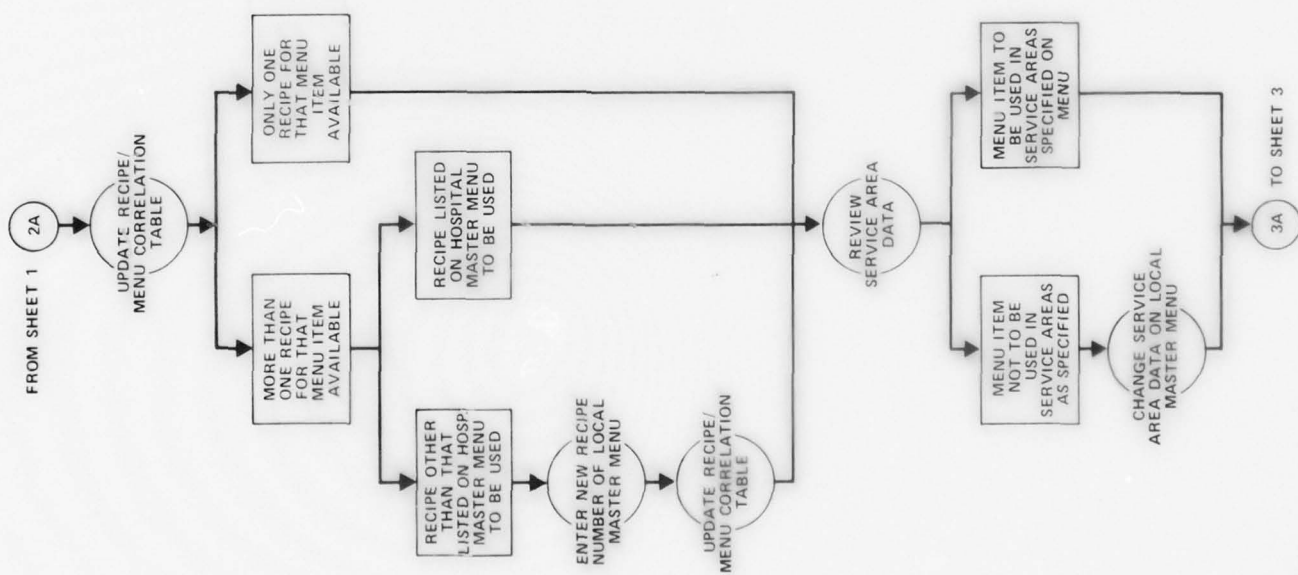 FROM SHEET 1
2A
UPDATE RECIPE/
MENU CORRELATION
TABLE
MORE THAN
ONE RECIPE
FOR THAT
MENU ITEM
AVAILABLE
ONLY ONE
RECIPE FOR
THAT MENU
ITEM
AVAILABLE
RECIPE OTHER
THAN THAT
LISTED ON HOSP.
MASTER MENU
TO BE USED
RECIPE LISTED
ON HOSPITAL
MASTER MENU
TO BE USED
ENTER NEW RECIPE
NUMBER OF LOCAL
MASTER MENU
UPDATE RECIPE/
MENU CORRELATION
TABLE
REVIEW
SERVICE AREA
DATA
MENU ITEM
NOT TO BE
USED IN
SERVICE AREAS
AS SPECIFIED
MENU ITEM TO
BE USED IN
SERVICE AREAS
SPECIFIED ON
MENU
CHANGE SERVICE
AREA DATA ON LOCAL
MASTER MENU
3A
TO SHEET 3